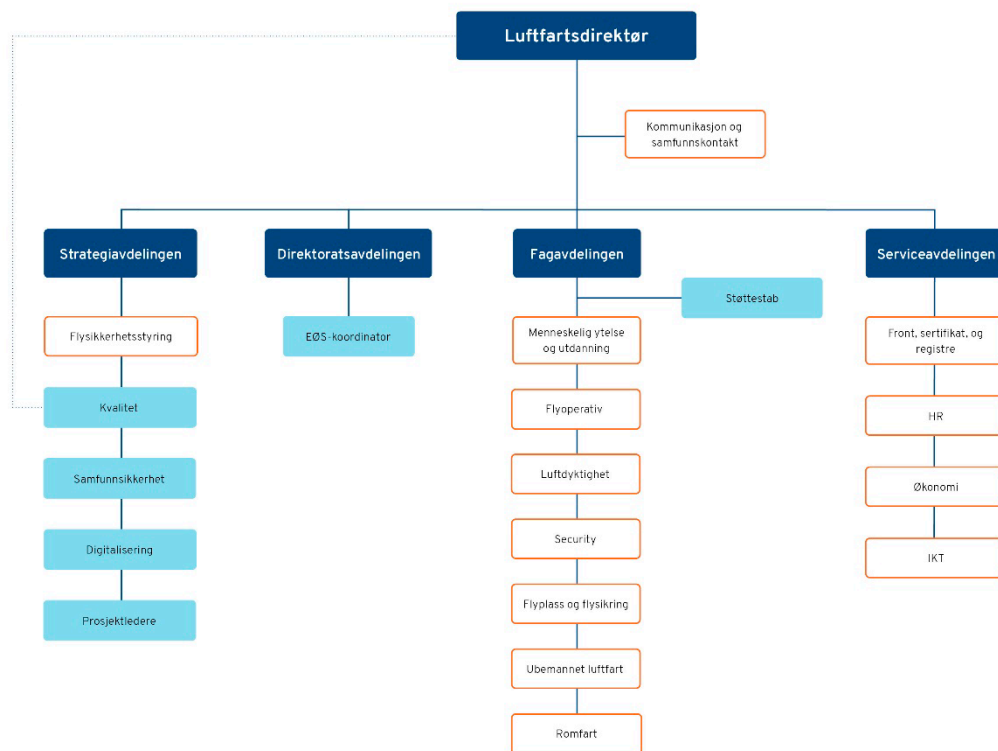 Luftfartsdirektør
Kommunikasjon og
samfunnskontakt
Strategiavdelingen
Direktoratsavdelingen
Fagavdelingen
Serviceavdelingen
Støttestab
Flysikkerhetsstyring
Kvalitet
Samfunnsikkerhet
Digitalisering
Prosjektledere
EØS-koordinator
Menneskelig ytelse
og utdanning
Flyoperativ
Luftdyktighet
Security
Flyplass og flysikring
Ubemannet luftfart
Romfart
Front, sertifikat, og
registre
HR
Økonomi
IKT